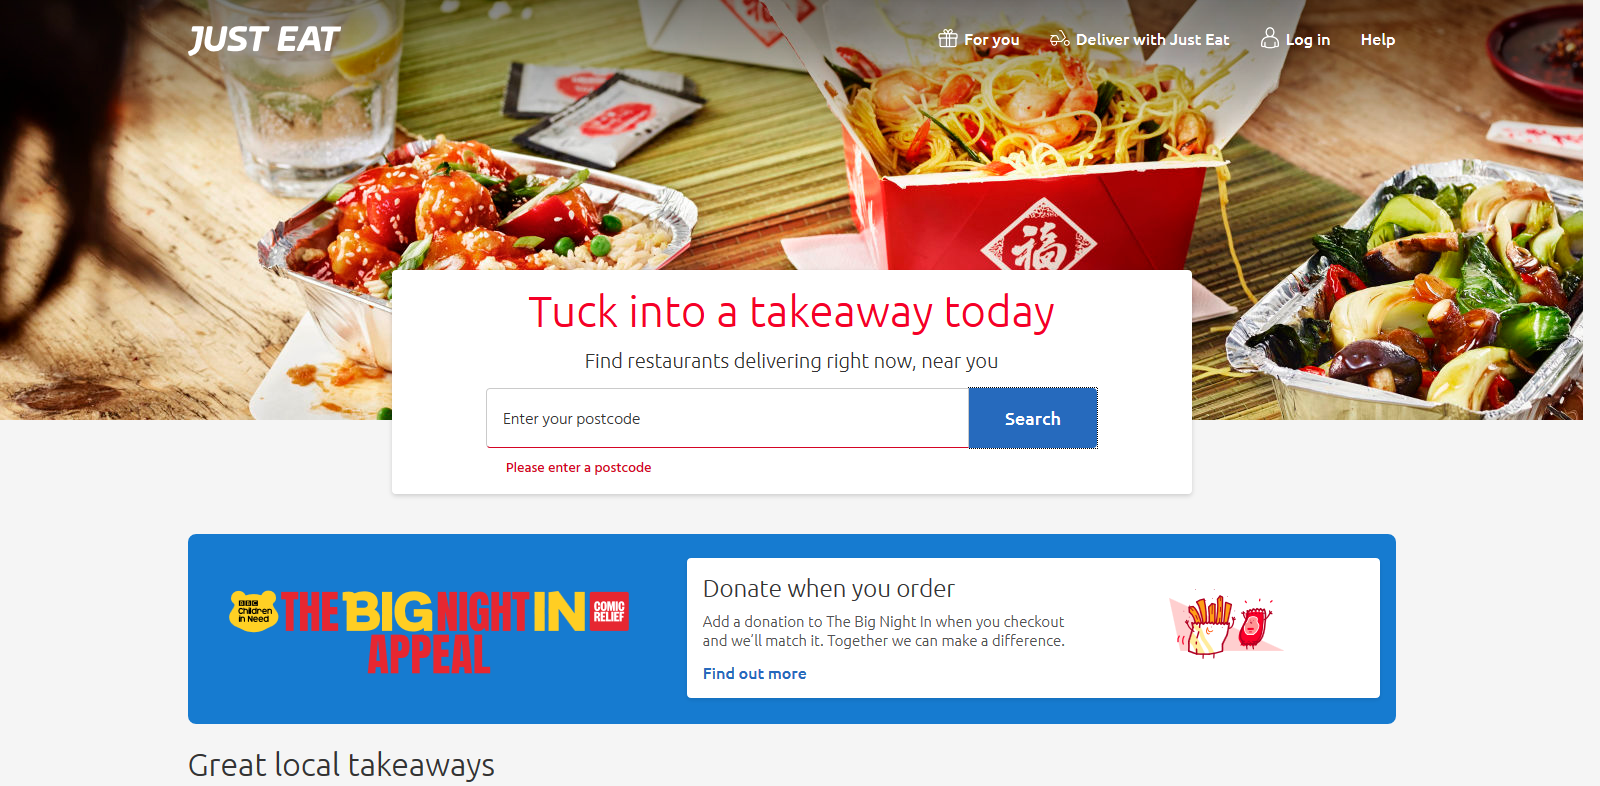 JUST EAT
For you
Deliver with Just Eat
Log in
Help
福
Tuck into a takeaway today
Find restaurants delivering right now, near you
Enter your postcode
Search
Please enter a postcode
BBC
Children
in Need
THE BIG NIGHT IN
APPEAL
COMIC
RELIEF
Donate when you order
Add a donation to The Big Night In when you checkout
and we'll match it. Together we can make a difference.
Find out more
Great local takeaways